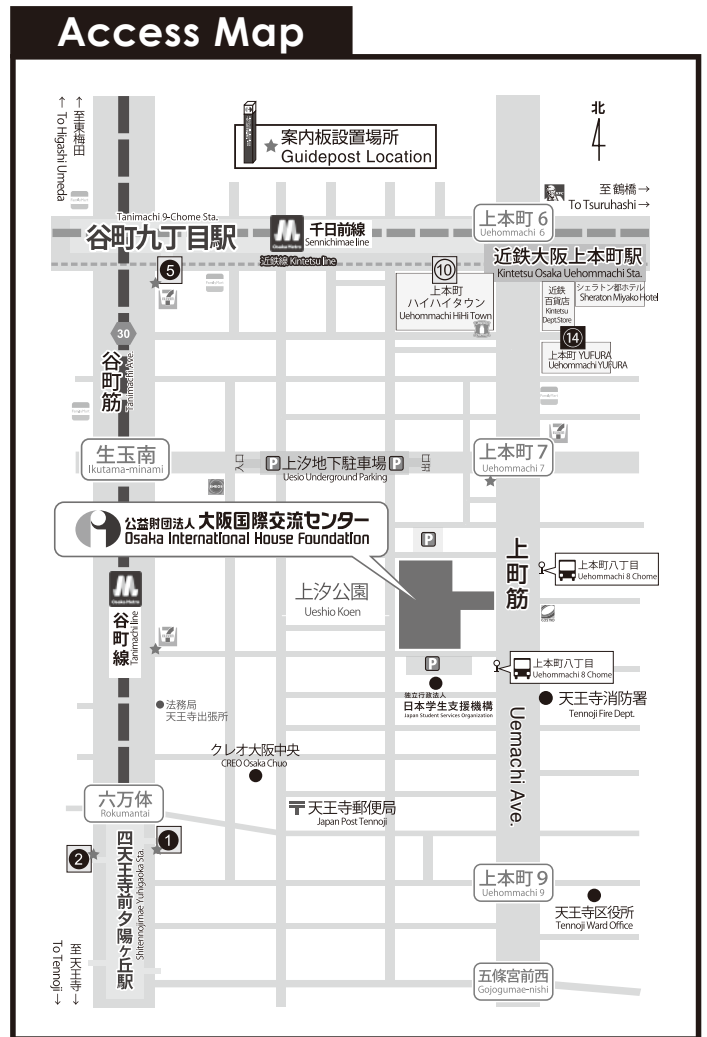 Access Map
北
← 至東梅田
← To Higashi Umeda
案内板設置場所
Guidepost Location
至 鶴橋 →
To Tsuruhashi →
KFC
Tanimachi 9-Chome Sta.
谷町九丁目駅
Osaka Metro
千日前線
Sennichimae line
近鉄線 Kintetsu line
上本町 6
Uehommachi 6
近鉄大阪上本町駅
Kintetsu Osaka Uehommachi Sta.
5
10
上本町
ハイハイタウン
Uehommachi HiHi Town
近鉄
百貨店
Kintetsu
Dept.Store
シェラトン都ホテル
Sheraton Miyako Hotel
14
上本町 YUFURA
Uehommachi YUFURA
30
谷町筋
Tanimachi Ave.
生玉南
Ikutama-minami
入口
P
上汐地下駐車場
P
Uesio Underground Parking
出口
上本町 7
Uehommachi 7
ENEOS
公益財団法人 大阪国際交流センター
Osaka International House Foundation
P
上町筋
Uemachi Ave.
上本町八丁目
Uehommachi 8 Chome
上汐公園
Ueshio Koen
Osaka Metro
谷町線
Tanimachi line
P
上本町八丁目
Uehommachi 8 Chome
独立行政法人
日本学生支援機構
Japan Student Services Organization
天王寺消防署
Tennoji Fire Dept.
法務局
天王寺出張所
クレオ大阪中央
CREO Osaka Chuo
六万体
Rokumantai
天王寺郵便局
Japan Post Tennoji
1
2
四天王寺前夕陽ヶ丘駅
Shitennojimae Yuhigaoka Sta.
上本町 9
Uehommachi 9
天王寺区役所
Tennoji Ward Office
至 天王寺 →
To Tennoji →
五條宮前西
Gojogumae-nishi